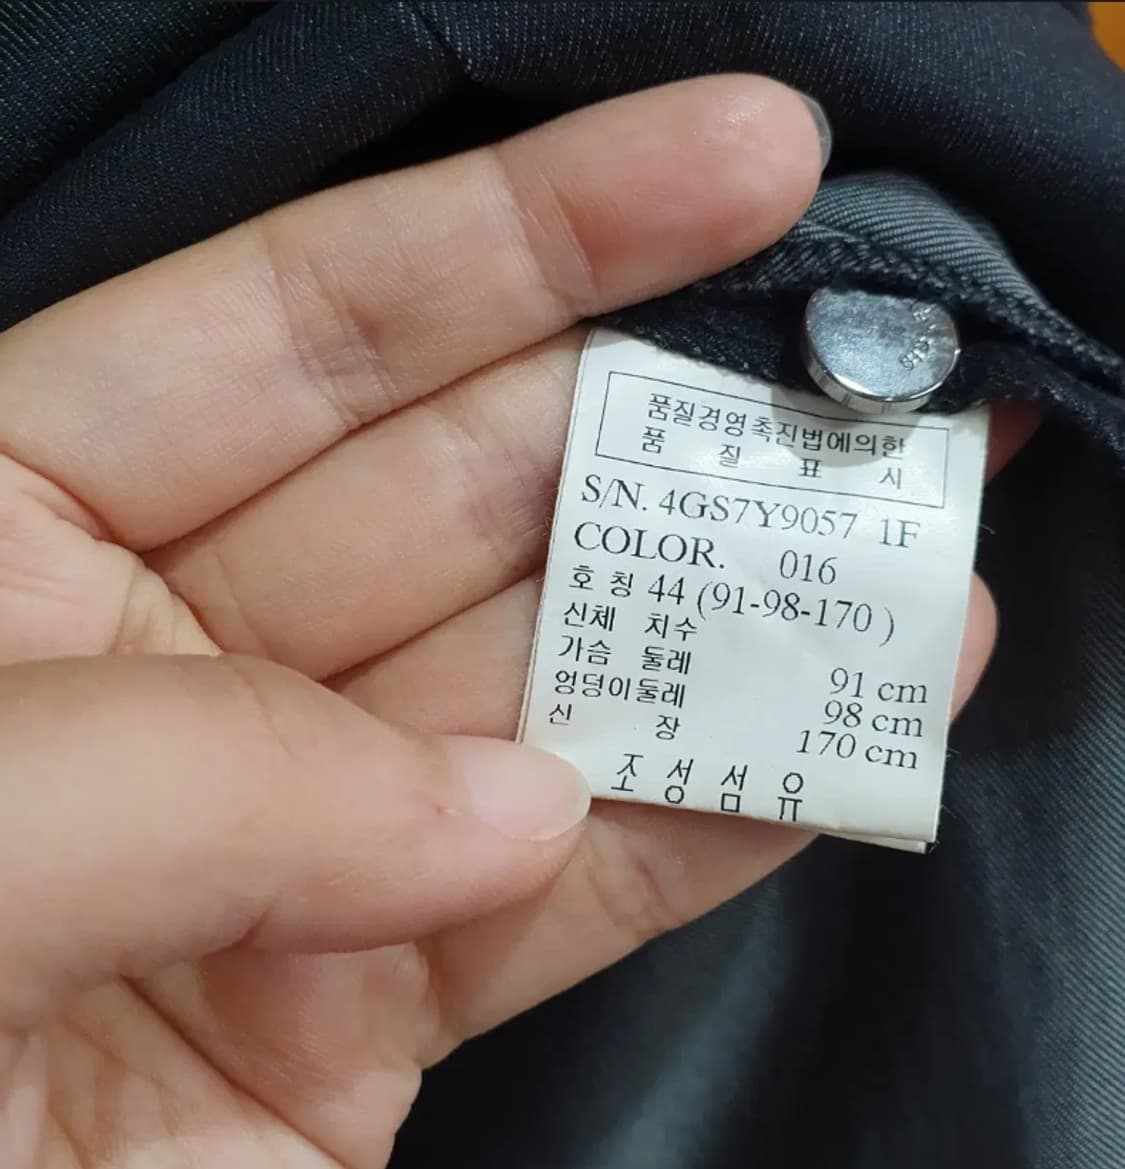 품질경영촉진법에의한
품 질 표 시
S/N. 4GS7Y9057 1F
COLOR. 016
호 칭 44 (91-98-170 )
신체 치수
가슴 둘레 91 cm
엉덩이둘레 98 cm
신 장 170 cm
조 성 섬 유